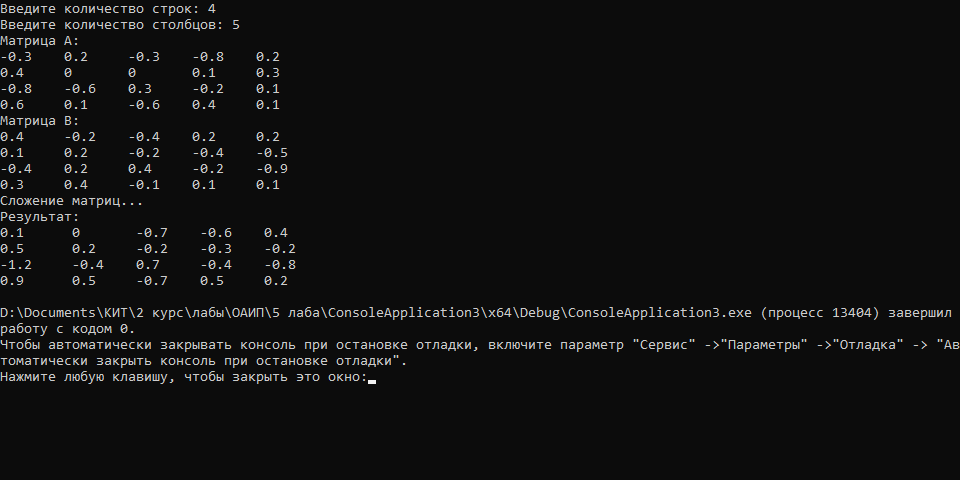 Введите количество строк: 4
Введите количество столбцов: 5
Матрица A:
-0.3 0.2 -0.3 -0.8 0.2
0.4 0 0 0.1 0.3
-0.8 -0.6 0.3 -0.2 0.1
0.6 0.1 -0.6 0.4 0.1
Матрица B:
0.4 -0.2 -0.4 0.2 0.2
0.1 0.2 -0.2 -0.4 -0.5
-0.4 0.2 0.4 -0.2 -0.9
0.3 0.4 -0.1 0.1 0.1
Сложение матриц...
Результат:
0.1 0 -0.7 -0.6 0.4
0.5 0.2 -0.2 -0.3 -0.2
-1.2 -0.4 0.7 -0.4 -0.8
0.9 0.5 -0.7 0.5 0.2
D:\Documents\КИТ\2 курс\лабы\ОАИП\5 лаба\ConsoleApplication3\x64\Debug\ConsoleApplication3.exe (процесс 13404) завершил
работу с кодом 0.
Чтобы автоматически закрывать консоль при остановке отладки, включите параметр "Сервис" ->"Параметры" ->"Отладка" -> "Ав
томатически закрыть консоль при остановке отладки".
Нажмите любую клавишу, чтобы закрыть это окно: